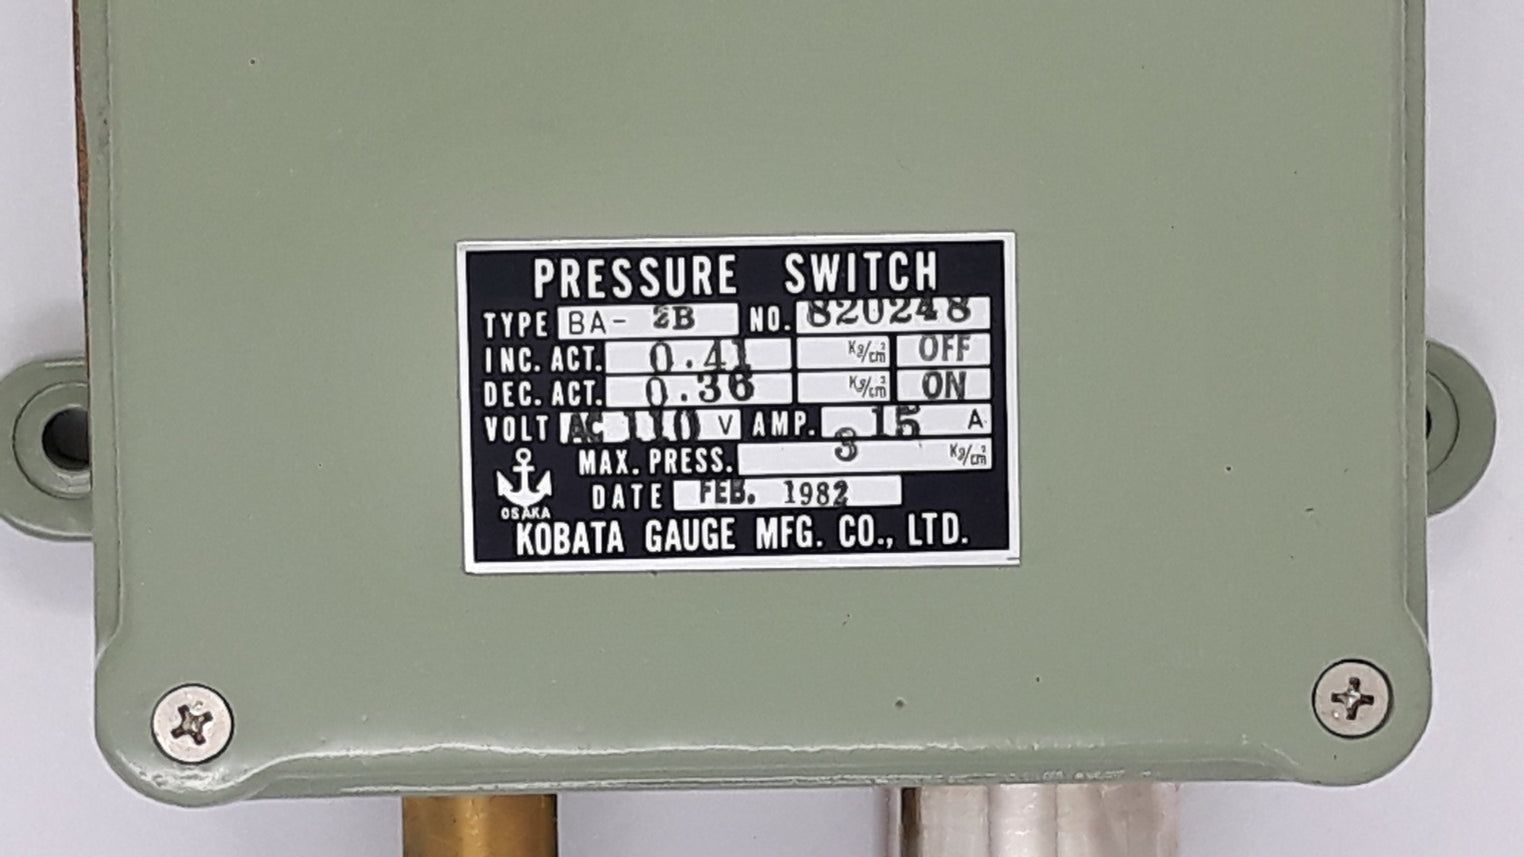 PRESSURE SWITCH
TYPE BA- 2B NO. 820248
INC. ACT. 0.41 Kg/cm² OFF
DEC. ACT. 0.36 Kg/cm² ON
VOLT AC 110 V AMP. 15 A
MAX. PRESS. 3 Kg/cm²
DATE FEB. 1982
OSAKA
KOBATA GAUGE MFG. CO., LTD.